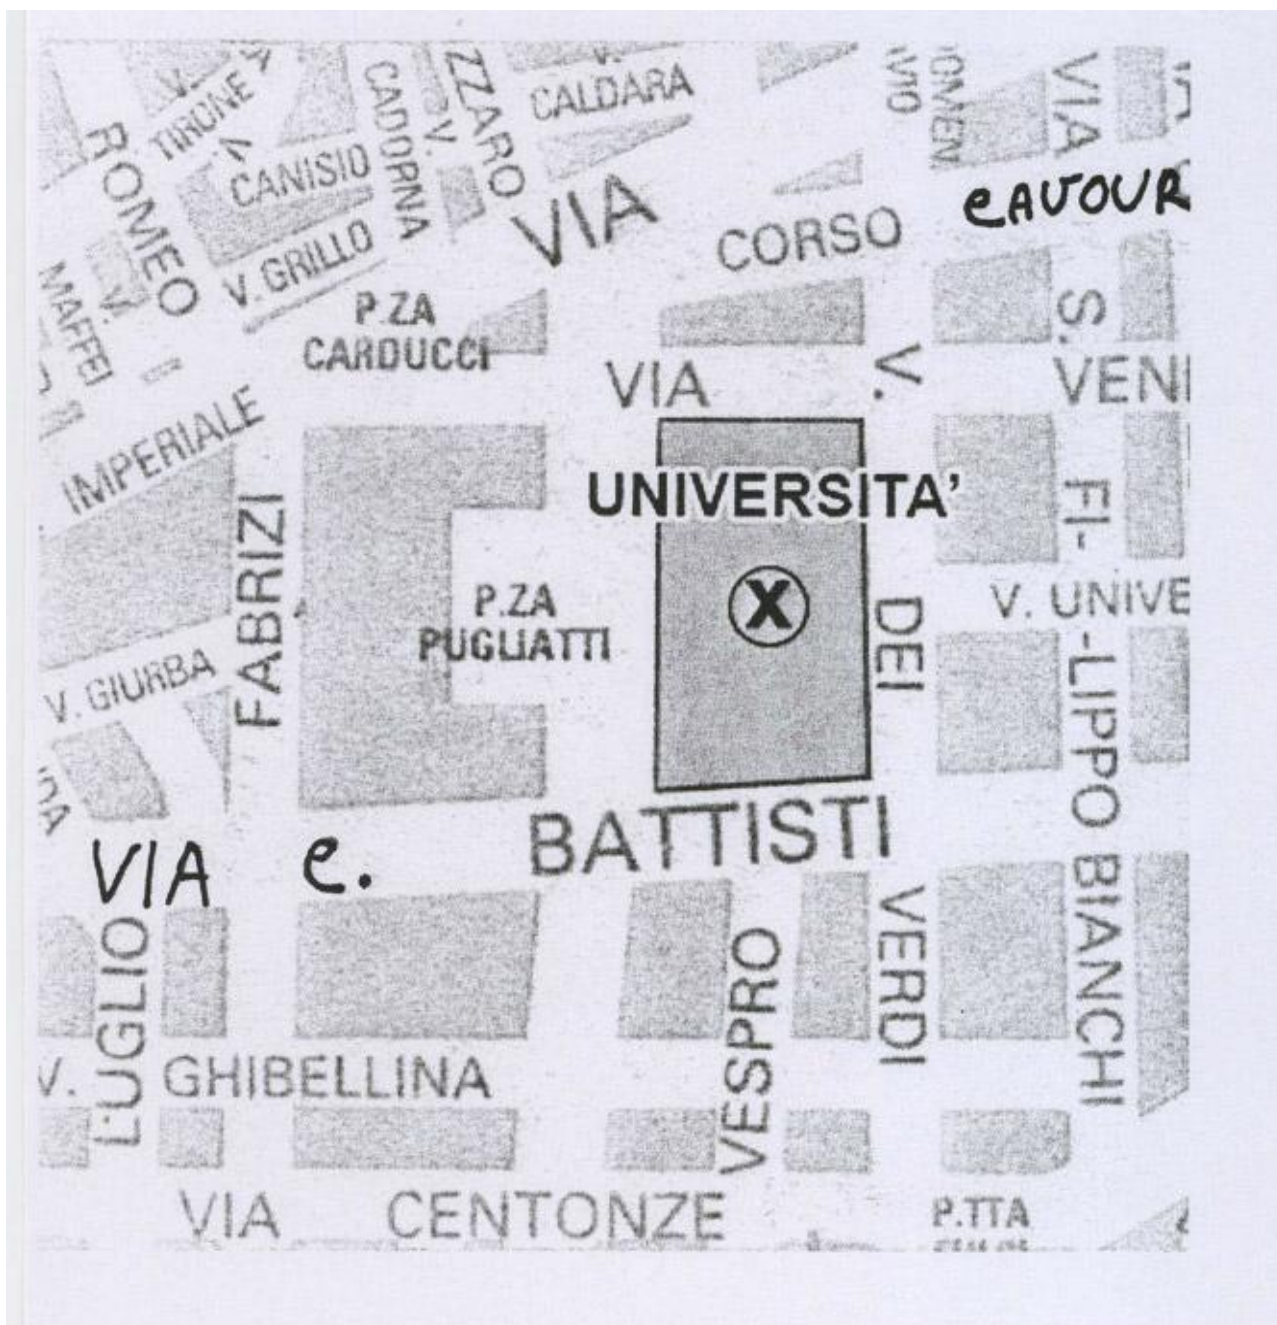 V.
CALDARA
TIRONE
CADORNA
V.
ZZARO
VIA
ROMEO
CANISIO
VIA
CORSO
CAVOUR
V. GRILLO
MAFFEI
V.
P.ZA
CARDUCCI
S.
VIA
V.
VENI
IMPERIALE
UNIVERSITA'
FI-
FABRIZI
X
P.ZA
PUGLIATTI
DEI
V. UNIVE
-LIPPO
V. GIURBA
BATTISTI
VIA e.
BIANCHI
VERDI
LUGLIO
VESPRO
V. GHIBELLINA
VIA CENTONZE
P.TTA